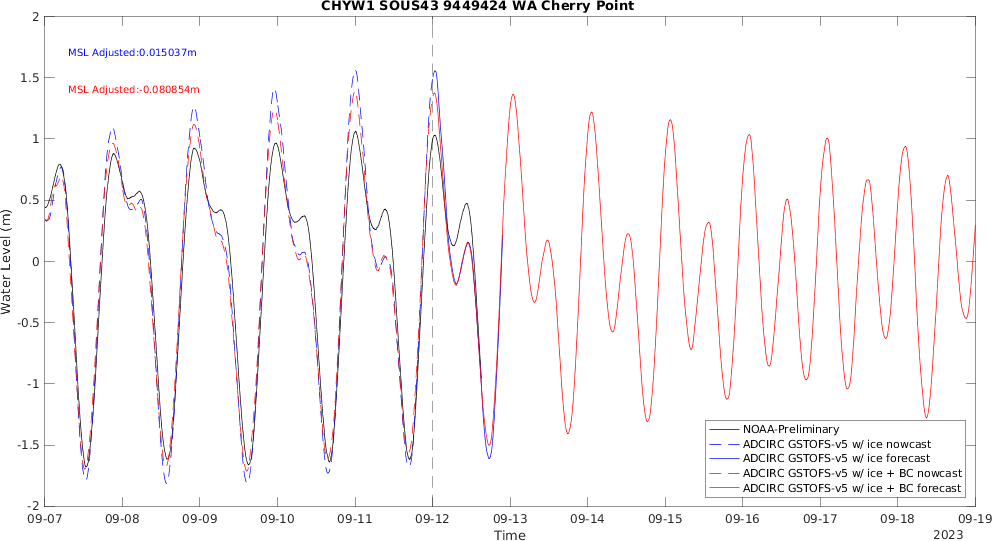 CHYW1 SOUS43 9449424 WA Cherry Point
MSL Adjusted:0.015037m
MSL Adjusted:-0.080854m
Water Level (m)
2
1.5
1
0.5
0
-0.5
-1
-1.5
-2
NOAA-Preliminary
ADCIRC GSTOFS-v5 w/ ice nowcast
ADCIRC GSTOFS-v5 w/ ice forecast
ADCIRC GSTOFS-v5 w/ ice + BC nowcast
ADCIRC GSTOFS-v5 w/ ice + BC forecast
09-07 09-08 09-09 09-10 09-11 09-12 09-13 09-14 09-15 09-16 09-17 09-18 09-19
Time
2023